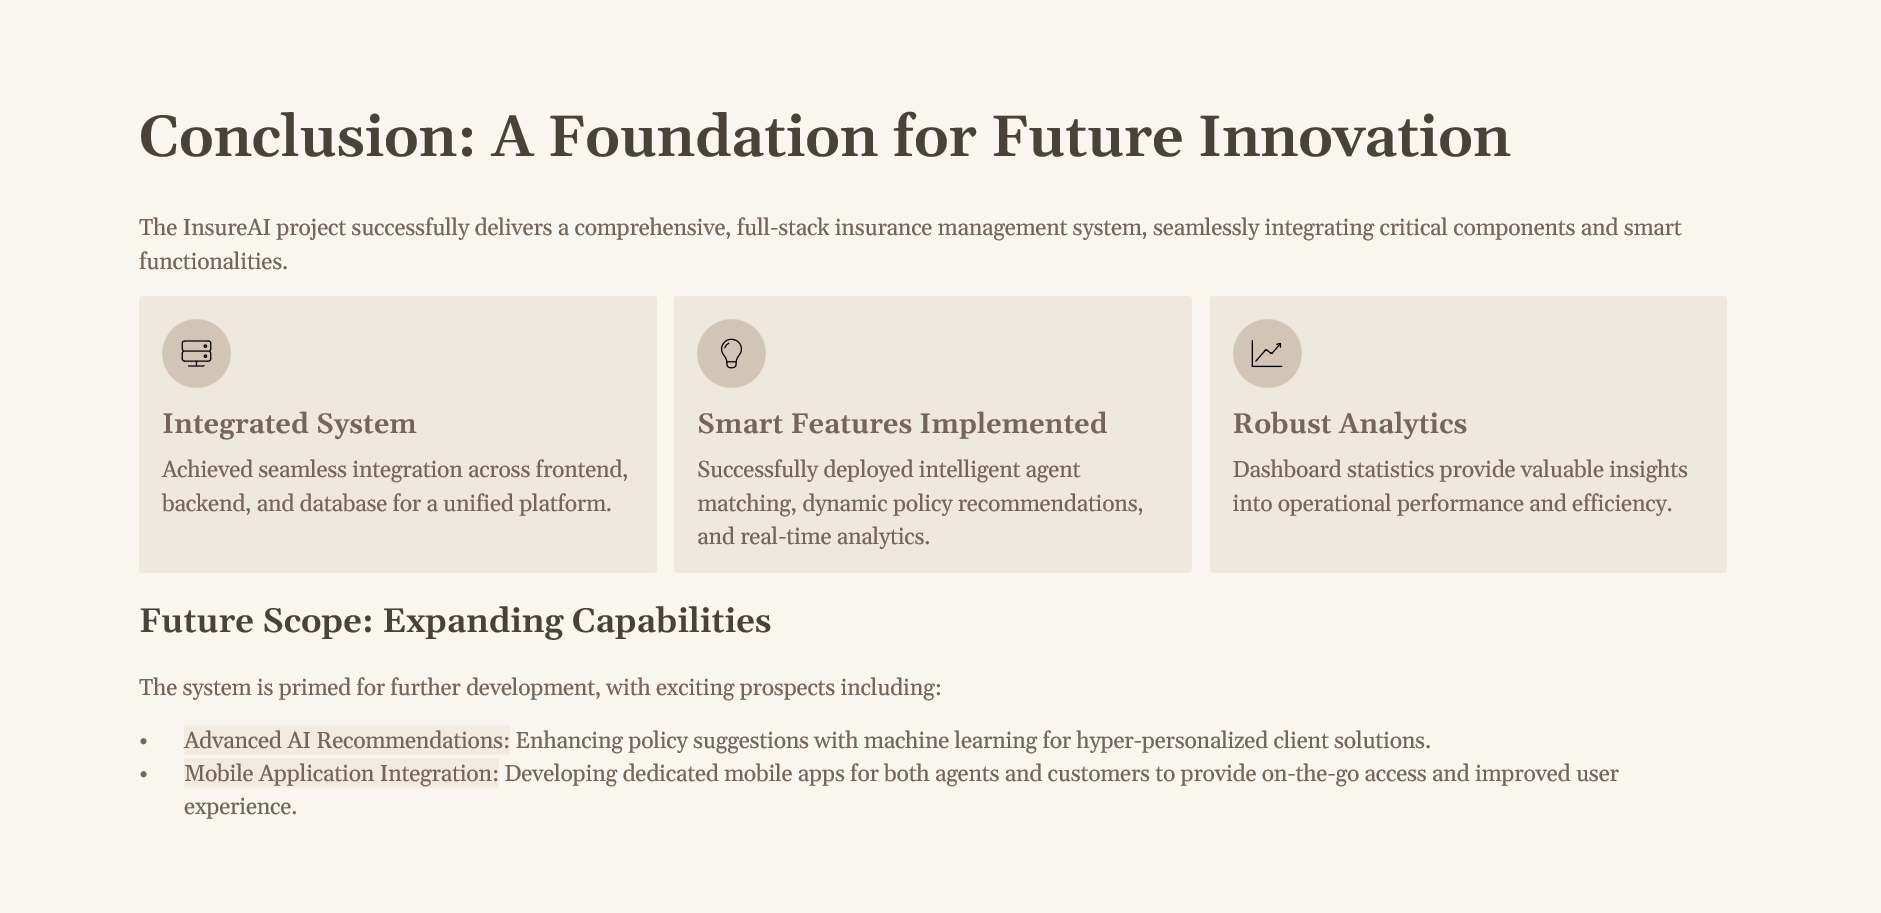 Conclusion: A Foundation for Future Innovation
The InsureAI project successfully delivers a comprehensive, full-stack insurance management system, seamlessly integrating critical components and smart
functionalities.
Integrated System
Achieved seamless integration across frontend,
backend, and database for a unified platform.
Smart Features Implemented
Successfully deployed intelligent agent
matching, dynamic policy recommendations,
and real-time analytics.
Robust Analytics
Dashboard statistics provide valuable insights
into operational performance and efficiency.
Future Scope: Expanding Capabilities
The system is primed for further development, with exciting prospects including:
• Advanced AI Recommendations: Enhancing policy suggestions with machine learning for hyper-personalized client solutions.
• Mobile Application Integration: Developing dedicated mobile apps for both agents and customers to provide on-the-go access and improved user
experience.